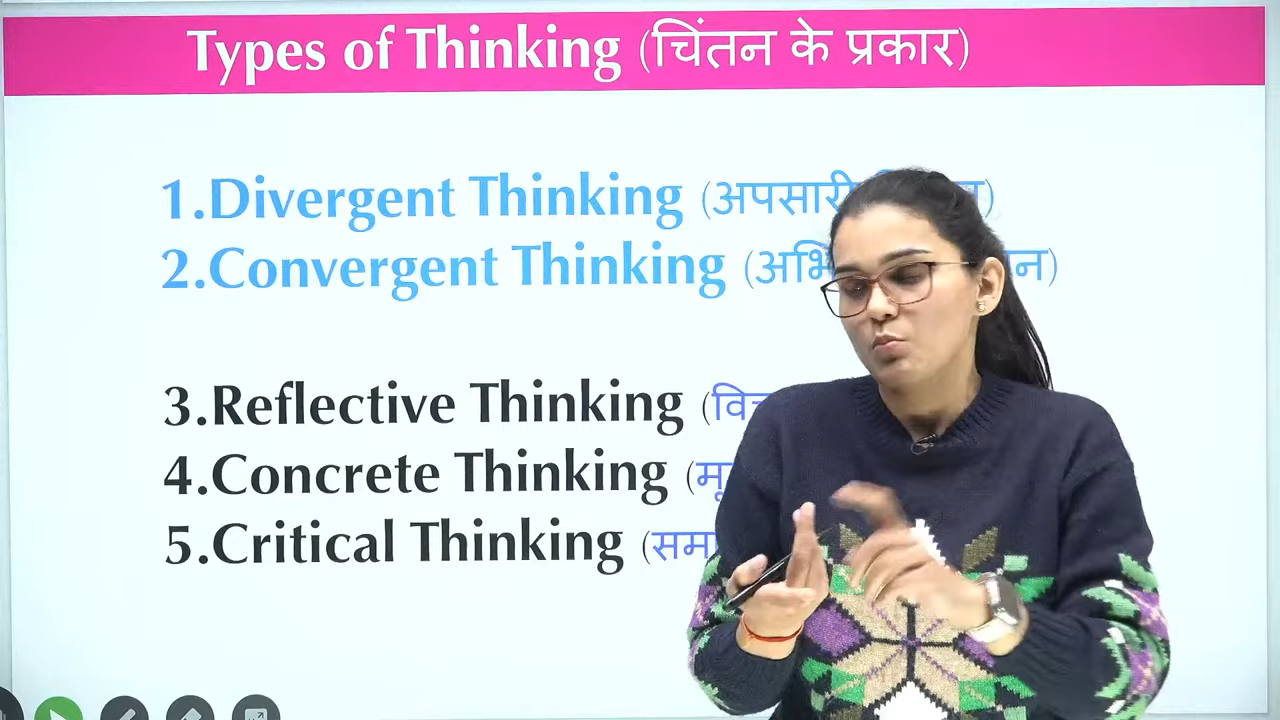 Types of Thinking (चिंतन के प्रकार)
1.Divergent Thinking (अपसारी
2.Convergent Thinking
3.Reflective Thinking
4.Concrete Thinking
5.Critical Thinking